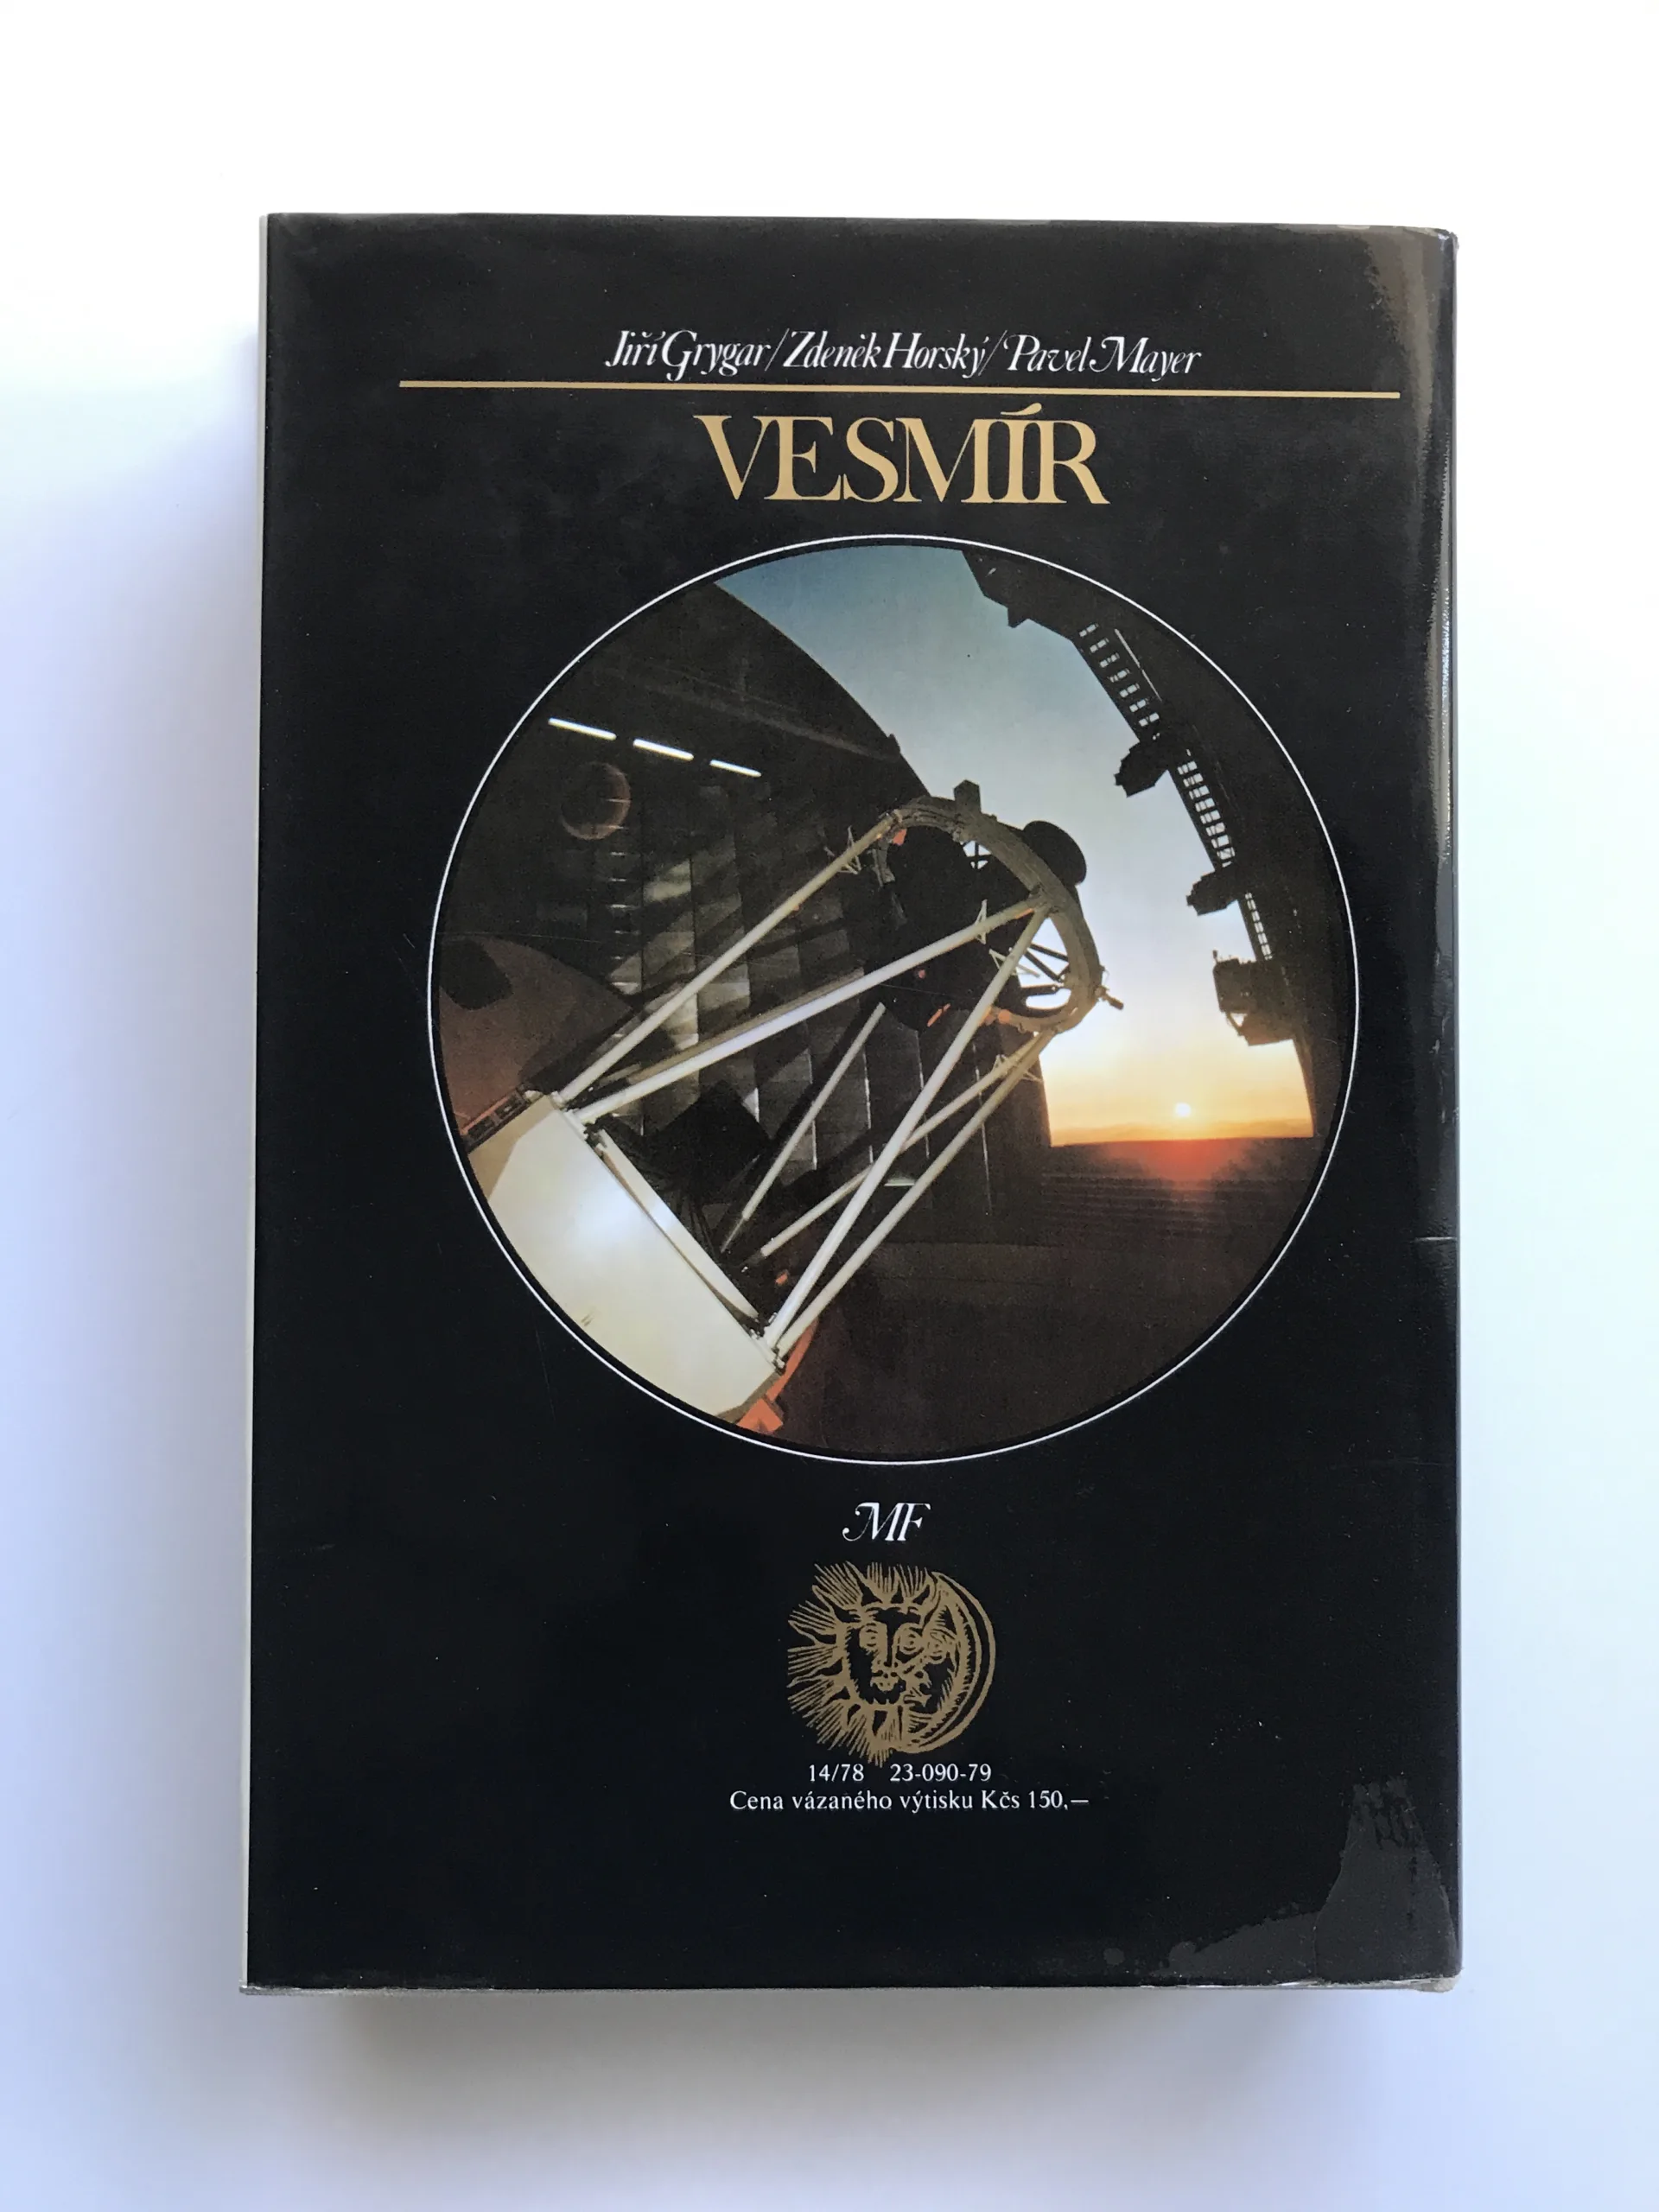 Jiří Grygar/Zdeněk Horský/Pavel Mayer
VESMÍR
MF
14/78 23-090-79
Cena vázaného výtisku Kčs 150,—